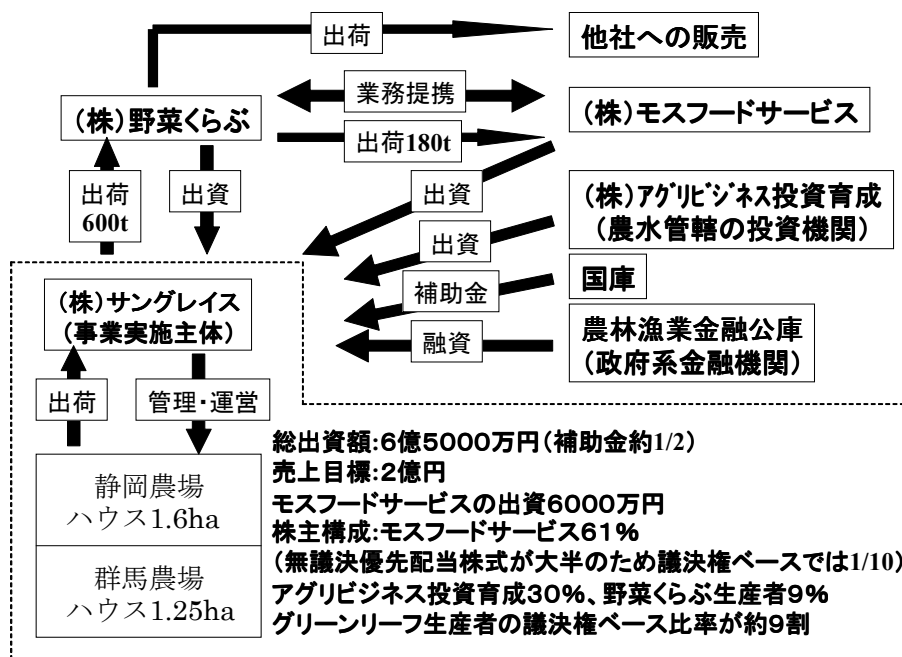 出荷
他社への販売
業務提携
(株)野菜くらぶ
(株)モスフードサービス
出荷180t
出荷
600t
出資
出資
(株)アグリビジネス投資育成
(農水管轄の投資機関)
出資
国庫
補助金
(株)サングレイス
(事業実施主体)
農林漁業金融公庫
(政府系金融機関)
融資
出荷
管理・運営
総出資額:6億5000万円(補助金約1/2)
売上目標:2億円
モスフードサービスの出資6000万円
株主構成:モスフードサービス61%
(無議決優先配当株式が大半のため議決権ベースでは1/10)
アグリビジネス投資育成30%、野菜くらぶ生産者9%
グリーンリーフ生産者の議決権ベース比率が約9割
静岡農場
ハウス1.6ha
群馬農場
ハウス1.25ha